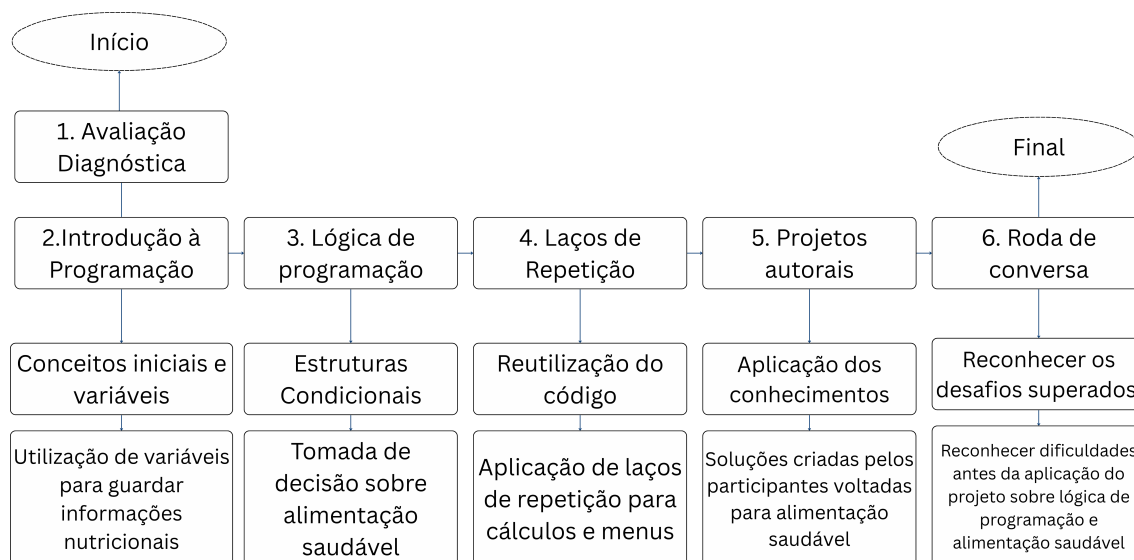 Início
1. Avaliação
Diagnóstica
Final
2.Introdução à
Programação
3. Lógica de
programação
4. Laços de
Repetição
5. Projetos
autorais
6. Roda de
conversa
Conceitos iniciais e
variáveis
Estruturas
Condicionais
Reutilização do
código
Aplicação dos
conhecimentos
Reconhecer os
desafios superados
Utilização de variáveis
para guardar
informações
nutricionais
Tomada de
decisão sobre
alimentação
saudável
Aplicação de laços
de repetição para
cálculos e menus
Soluções criadas pelos
participantes voltadas
para alimentação
saudável
Reconhecer dificuldades
antes da aplicação do
projeto sobre lógica de
programação e
alimentação saudável